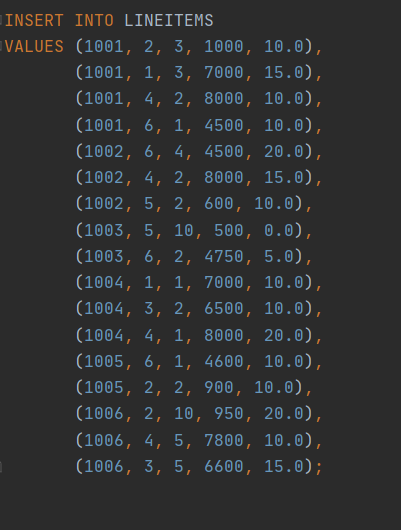 INSERT INTO LINEITEMS
VALUES (1001, 2, 3, 1000, 10.0),
(1001, 1, 3, 7000, 15.0),
(1001, 4, 2, 8000, 10.0),
(1001, 6, 1, 4500, 10.0),
(1002, 6, 4, 4500, 20.0),
(1002, 4, 2, 8000, 15.0),
(1002, 5, 2, 600, 10.0),
(1003, 5, 10, 500, 0.0),
(1003, 6, 2, 4750, 5.0),
(1004, 1, 1, 7000, 10.0),
(1004, 3, 2, 6500, 10.0),
(1004, 4, 1, 8000, 20.0),
(1005, 6, 1, 4600, 10.0),
(1005, 2, 2, 900, 10.0),
(1006, 2, 10, 950, 20.0),
(1006, 4, 5, 7800, 10.0),
(1006, 3, 5, 6600, 15.0);